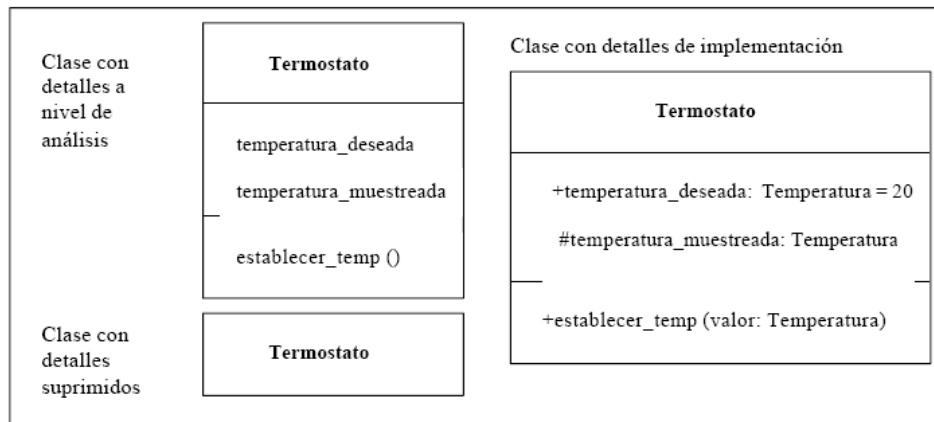 Clase con
detalles a
nivel de
análisis
Termostato
temperatura_deseada
temperatura_muestreada
establecer_temp ()
Clase con
detalles
suprimidos
Termostato
Clase con detalles de implementación
Termostato
+temperatura_deseada: Temperatura = 20
#temperatura_muestreada: Temperatura
+establecer_temp (valor: Temperatura)